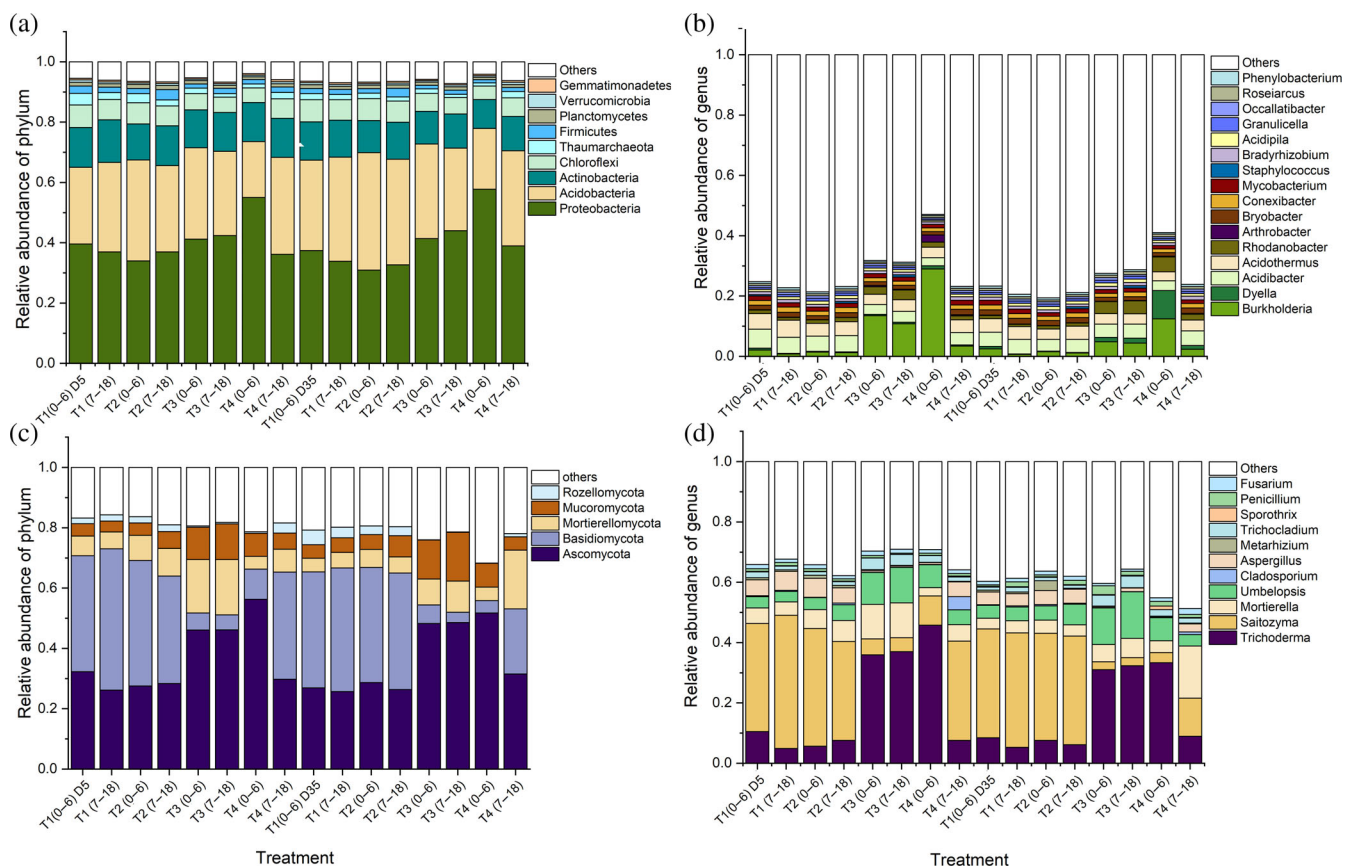 (a)
Relative abundance of phylum
1.0
0.8
0.6
0.4
0.2
0.0
Others
Gemmatimonadetes
Verrucomicrobia
Planctomycetes
Firmicutes
Thaumarchaeota
Chloroflexi
Actinobacteria
Acidobacteria
Proteobacteria
T1(0–6) D5
T1 (7–18)
T2 (0–6)
T2 (7–18)
T3 (0–6)
T3 (7–18)
T4 (0–6)
T4 (7–18)
T1(0–6) D35
T1 (7–18)
T2 (0–6)
T2 (7–18)
T3 (0–6)
T3 (7–18)
T4 (0–6)
T4 (7–18)
(b)
Relative abundance of genus
1.0
0.8
0.6
0.4
0.2
0.0
Others
Phenylobacterium
Roseiarcus
Occallatibacter
Granulicella
Acidipila
Bradyrhizobium
Staphylococcus
Mycobacterium
Conexibacter
Bryobacter
Arthrobacter
Rhodanobacter
Acidothermus
Acidibacter
Dyella
Burkholderia
T1(0–6) D5
T1 (7–18)
T2 (0–6)
T2 (7–18)
T3 (0–6)
T3 (7–18)
T4 (0–6)
T4 (7–18)
T1(0–6) D35
T1 (7–18)
T2 (0–6)
T2 (7–18)
T3 (0–6)
T3 (7–18)
T4 (0–6)
T4 (7–18)
(c)
Relative abundance of phylum
1.0
0.8
0.6
0.4
0.2
0.0
others
Rozellomycota
Mucoromycota
Mortierellomycota
Basidiomycota
Ascomycota
T1(0–6) D5
T1 (7–18)
T2 (0–6)
T2 (7–18)
T3 (0–6)
T3 (7–18)
T4 (0–6)
T4 (7–18)
T1(0–6) D35
T1 (7–18)
T2 (0–6)
T2 (7–18)
T3 (0–6)
T3 (7–18)
T4 (0–6)
T4 (7–18)
Treatment
(d)
Relative abundance of genus
1.0
0.8
0.6
0.4
0.2
0.0
Others
Fusarium
Penicillium
Sporothrix
Trichocladium
Metarhizium
Aspergillus
Cladosporium
Umbelopsis
Mortierella
Saitozyma
Trichoderma
T1(0–6) D5
T1 (7–18)
T2 (0–6)
T2 (7–18)
T3 (0–6)
T3 (7–18)
T4 (0–6)
T4 (7–18)
T1(0–6) D35
T1 (7–18)
T2 (0–6)
T2 (7–18)
T3 (0–6)
T3 (7–18)
T4 (0–6)
T4 (7–18)
Treatment